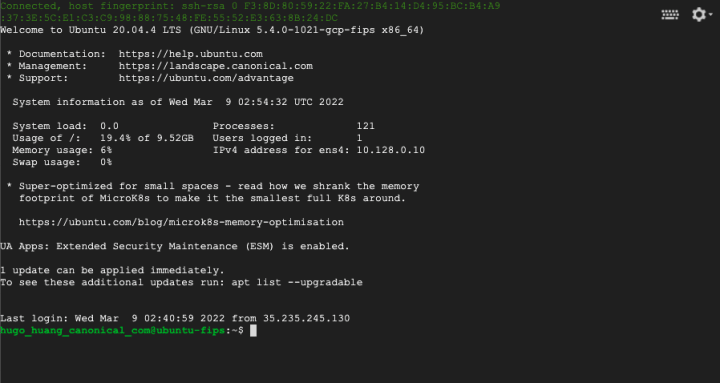 Connected, host fingerprint: ssh-rsa 0 F3:8D:80:59:22:FA:27:B4:14:D4:95:BC:B4:A9
:37:3E:5C:E1:C3:C9:98:88:75:48:FE:55:52:E3:63:8B:24:DC
Welcome to Ubuntu 20.04.4 LTS (GNU/Linux 5.4.0-1021-gcp-fips x86_64)
* Documentation:  https://help.ubuntu.com
* Management:     https://landscape.canonical.com
* Support:        https://ubuntu.com/advantage
System information as of Wed Mar  9 02:54:32 UTC 2022
System load:  0.0               Processes:             121
Usage of /:   19.4% of 9.52GB   Users logged in:       1
Memory usage: 6%                IPv4 address for ens4: 10.128.0.10
Swap usage:   0%
* Super-optimized for small spaces - read how we shrank the memory
footprint of MicroK8s to make it the smallest full K8s around.
https://ubuntu.com/blog/microk8s-memory-optimisation
UA Apps: Extended Security Maintenance (ESM) is enabled.
1 update can be applied immediately.
To see these additional updates run: apt list --upgradable
Last login: Wed Mar  9 02:40:59 2022 from 35.235.245.130
hugo_huang_canonical_com@ubuntu-fips:~$